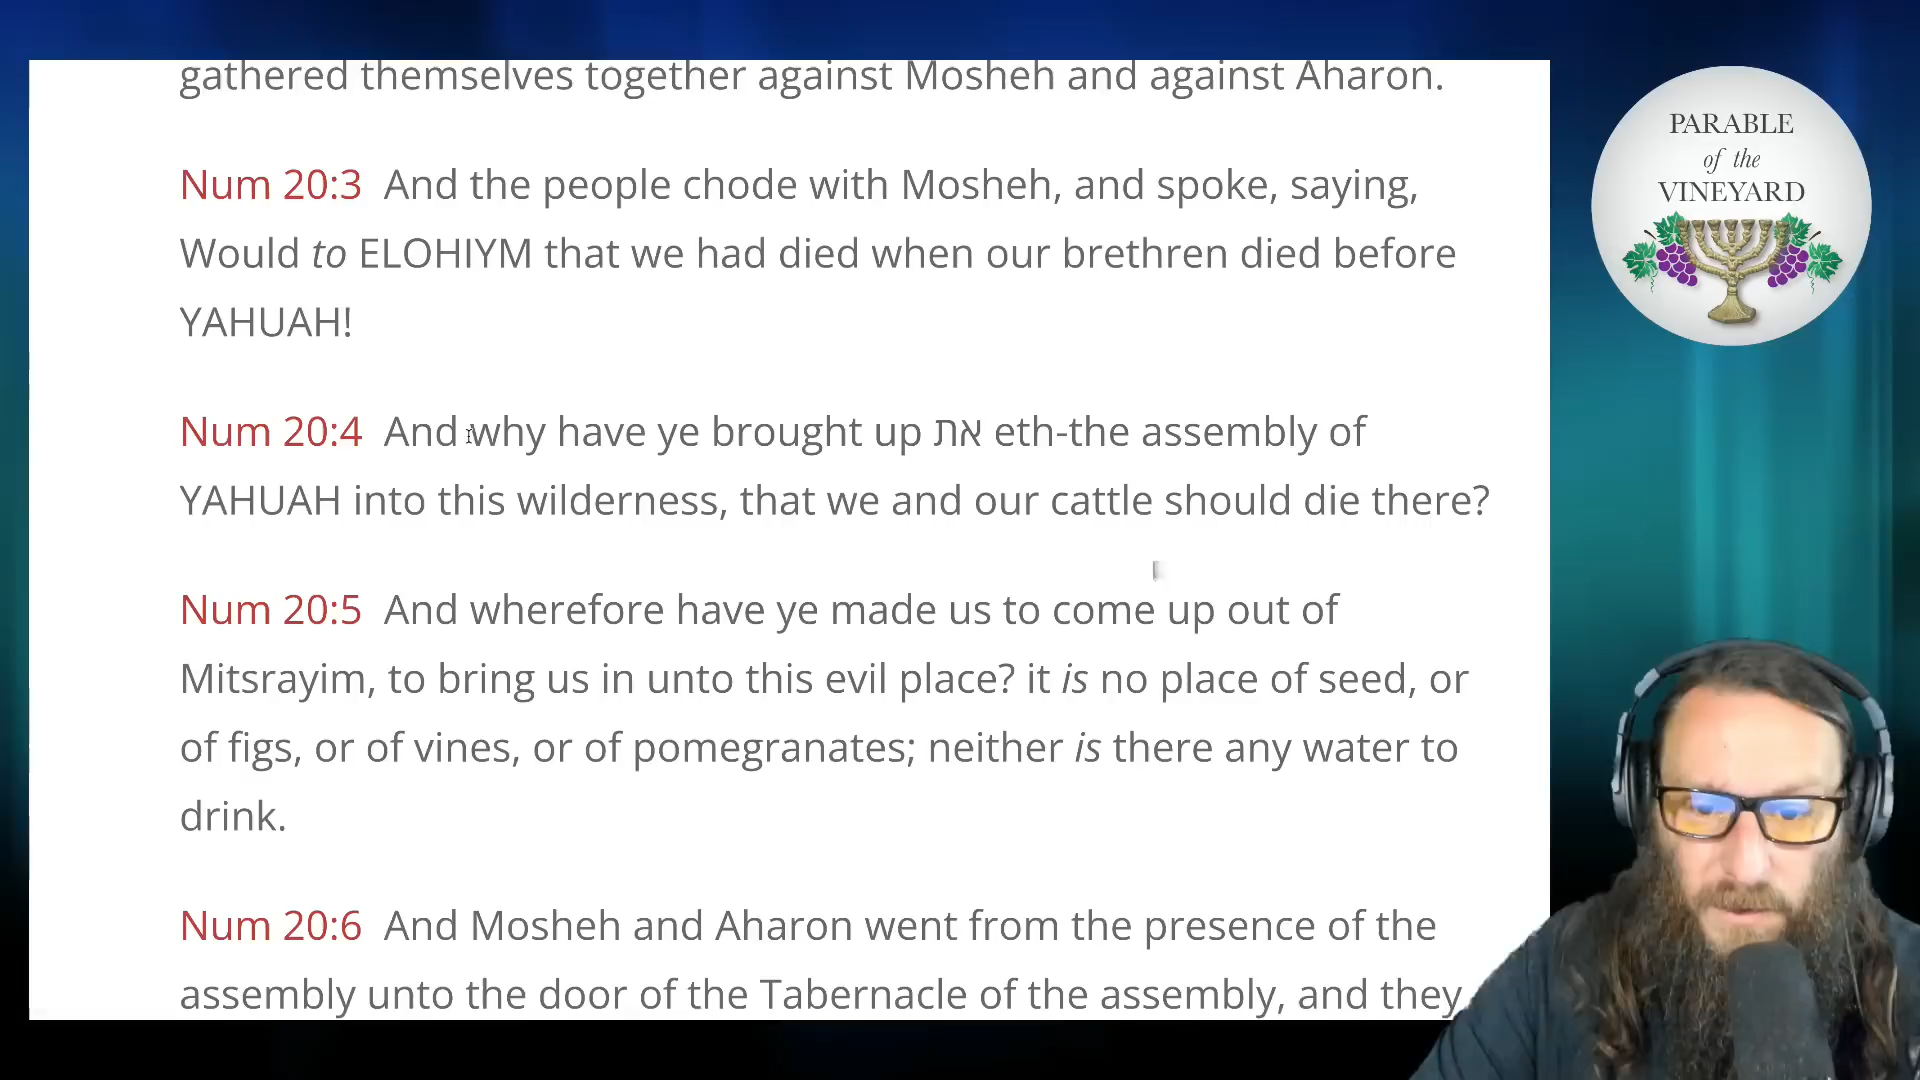 gathered themselves together against Mosheh and against Aharon.
Num 20:3 And the people chode with Mosheh, and spoke, saying,
Would to ELOHIYM that we had died when our brethren died before
YAHUAH!
Num 20:4 And why have ye brought up את eth-the assembly of
YAHUAH into this wilderness, that we and our cattle should die there?
Num 20:5 And wherefore have ye made us to come up out of
Mitsrayim, to bring us in unto this evil place? it is no place of seed, or
of figs, or of vines, or of pomegranates; neither is there any water to
drink.
Num 20:6 And Mosheh and Aharon went from the presence of the
assembly unto the door of the Tabernacle of the assembly, and they
PARABLE
of the
VINEYARD